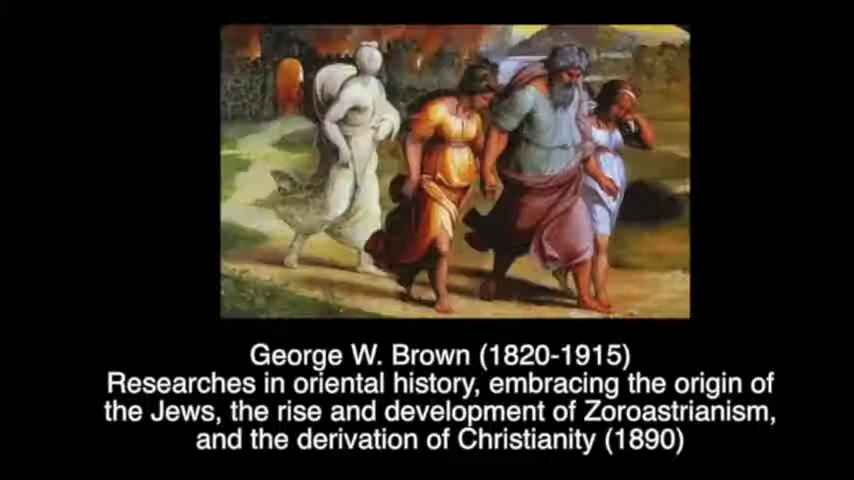 George W. Brown (1820-1915)
Researches in oriental history, embracing the origin of
the Jews, the rise and development of Zoroastrianism,
and the derivation of Christianity (1890)